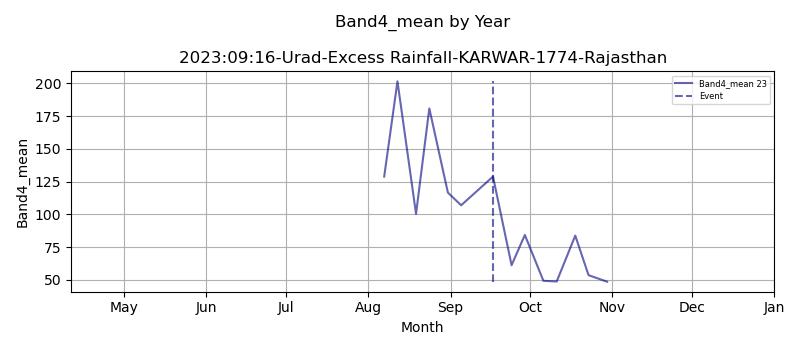 Band4_mean by Year
2023:09:16-Urad-Excess Rainfall-KARWAR-1774-Rajasthan
Band4_mean 23
Event
200
175
150
125
100
75
50
Band4_mean
May Jun Jul Aug Sep Oct Nov Dec Jan
Month